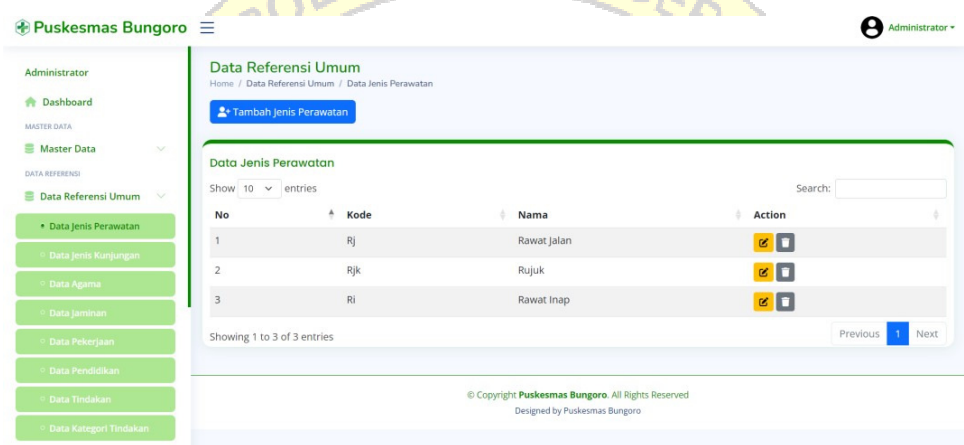 Puskesmas Bungoro
Administrator
Administrator
Dashboard
MASTER DATA
Master Data
DATA REFERENSI
Data Referensi Umum
Data Jenis Perawatan
Data Jenis Kunjungan
Data Agama
Data Jaminan
Data Pekerjaan
Data Pendidikan
Data Tindakan
Data Kategori Tindakan
Data Referensi Umum
Home / Data Referensi Umum / Data Jenis Perawatan
Tambah Jenis Perawatan
Data Jenis Perawatan
Show 10 entries Search:
No Kode Nama Action
1 Rj Rawat Jalan
2 Rjk Rujuk
3 Ri Rawat Inap
Showing 1 to 3 of 3 entries
Previous 1 Next
© Copyright Puskesmas Bungoro. All Rights Reserved
Designed by Puskesmas Bungoro